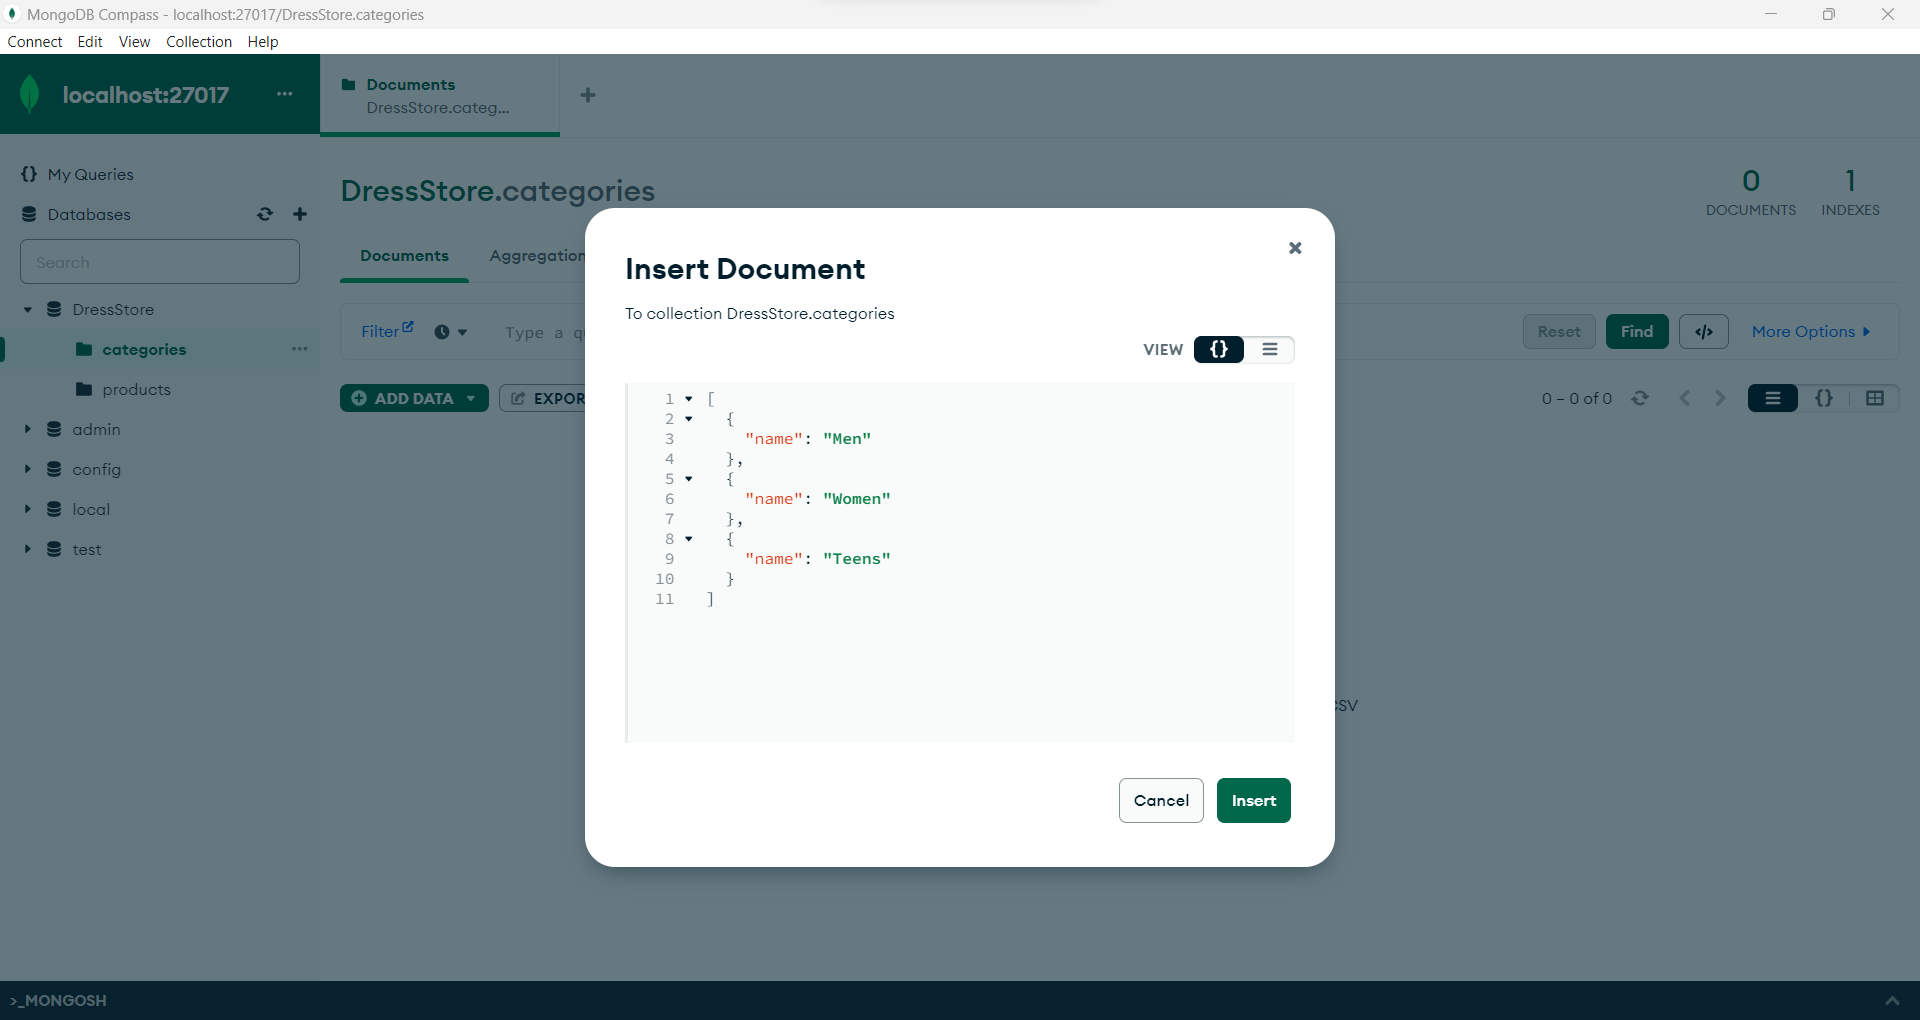 MongoDB Compass - localhost:27017/DressStore.categories
Connect Edit View Collection Help
localhost:27017 ...
Documents
DressStore.categ...
+
{} My Queries
Databases
Search
DressStore
categories ...
products
admin
config
local
test
DressStore.categories
0
DOCUMENTS
1
INDEXES
Documents
Filter
Type a
Reset
Find
</>
More Options
ADD DATA
0 – 0 of 0
{}
Insert Document
To collection DressStore.categories
VIEW {}
1 [
2 {
3 "name": "Men"
4 },
5 {
6 "name": "Women"
7 },
8 {
9 "name": "Teens"
10 }
11 ]
Cancel
Insert
>_MONGOSH